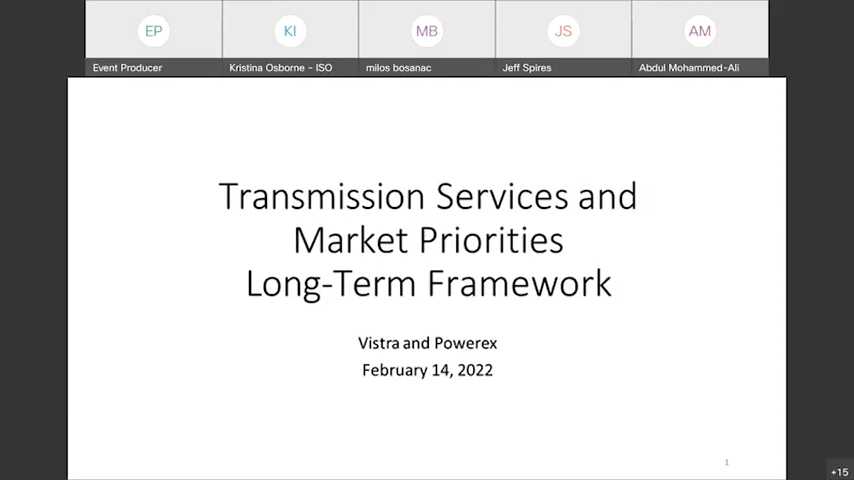 EP
KI
MB
JS
AM
Event Producer
Kristina Osborne - ISO
milos bosanac
Jeff Spires
Abdul Mohammed-Ali
Transmission Services and
Market Priorities
Long-Term Framework
Vistra and Powerex
February 14, 2022
1
+15